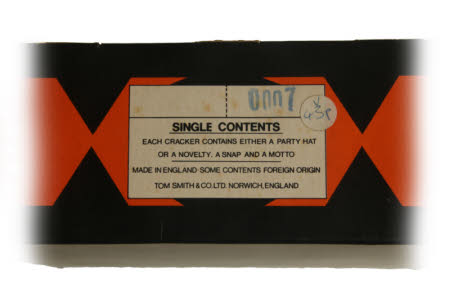 0007
SINGLE CONTENTS
EACH CRACKER CONTAINS EITHER A PARTY HAT
OR A NOVELTY. A SNAP AND A MOTTO
MADE IN ENGLAND SOME CONTENTS FOREIGN ORIGIN
TOM SMITH & CO. LTD. NORWICH, ENGLAND